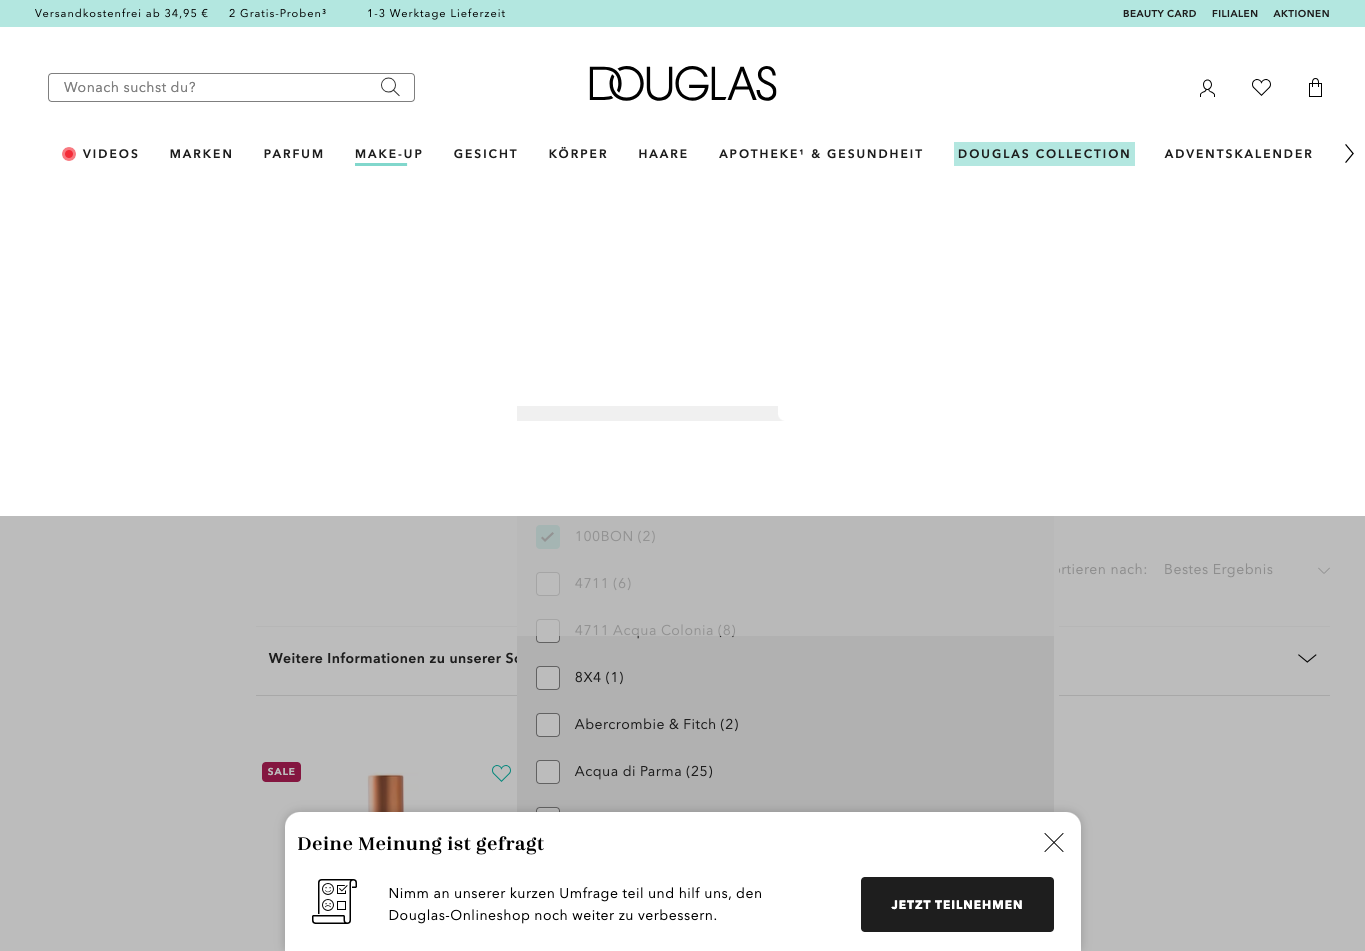 Versandkostenfrei ab 34,95 € 2 Gratis-Proben³ 1-3 Werktage Lieferzeit BEAUTY CARD FILIALEN AKTIONEN
Wonach suchst du?
DOUGLAS
VIDEOS MARKEN PARFUM MAKE-UP GESICHT KÖRPER HAARE APOTHEKE¹ & GESUNDHEIT DOUGLAS COLLECTION ADVENTSKALENDER
100BON (2)
rtieren nach: Bestes Ergebnis
4711 (6)
4711 Acqua Colonia (8)
Weitere Informationen zu unserer
8X4 (1)
Abercrombie & Fitch (2)
Acqua di Parma (25)
SALE
Deine Meinung ist gefragt
Nimm an unserer kurzen Umfrage teil und hilf uns, den
Douglas-Onlineshop noch weiter zu verbessern.
JETZT TEILNEHMEN